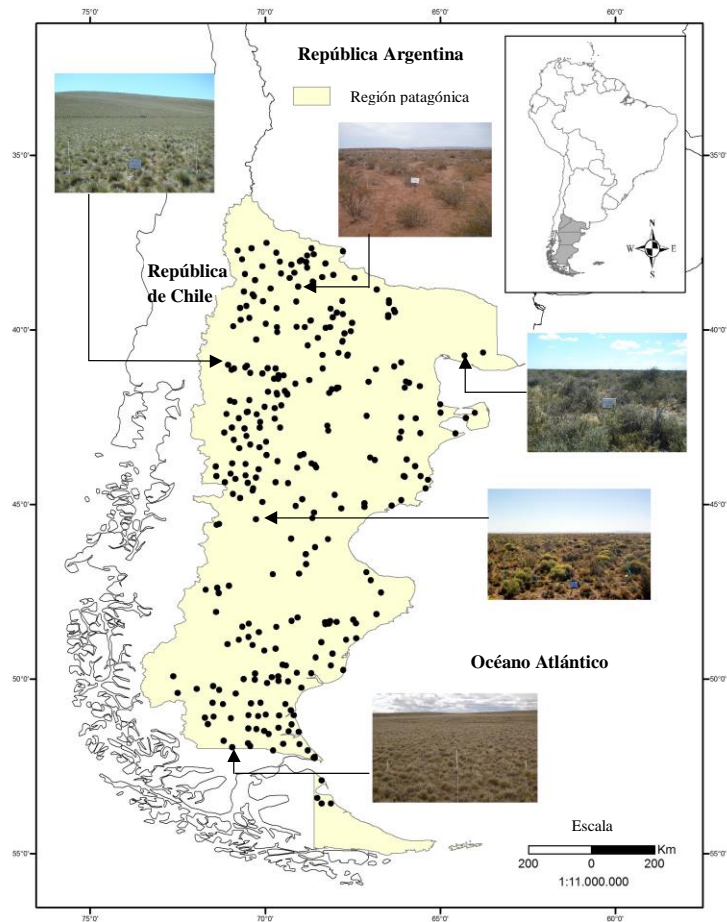 75°0'
70°0'
65°0'
60°0'
República Argentina
Región patagónica
35°0'
35°0'
N
W
E
S
República
de Chile
40°0'
40°0'
45°0'
45°0'
Océano Atlántico
50°0'
50°0'
Escala
Km
200
0
200
1:11.000.000
55°0'
55°0'
75°0'
70°0'
65°0'
60°0'